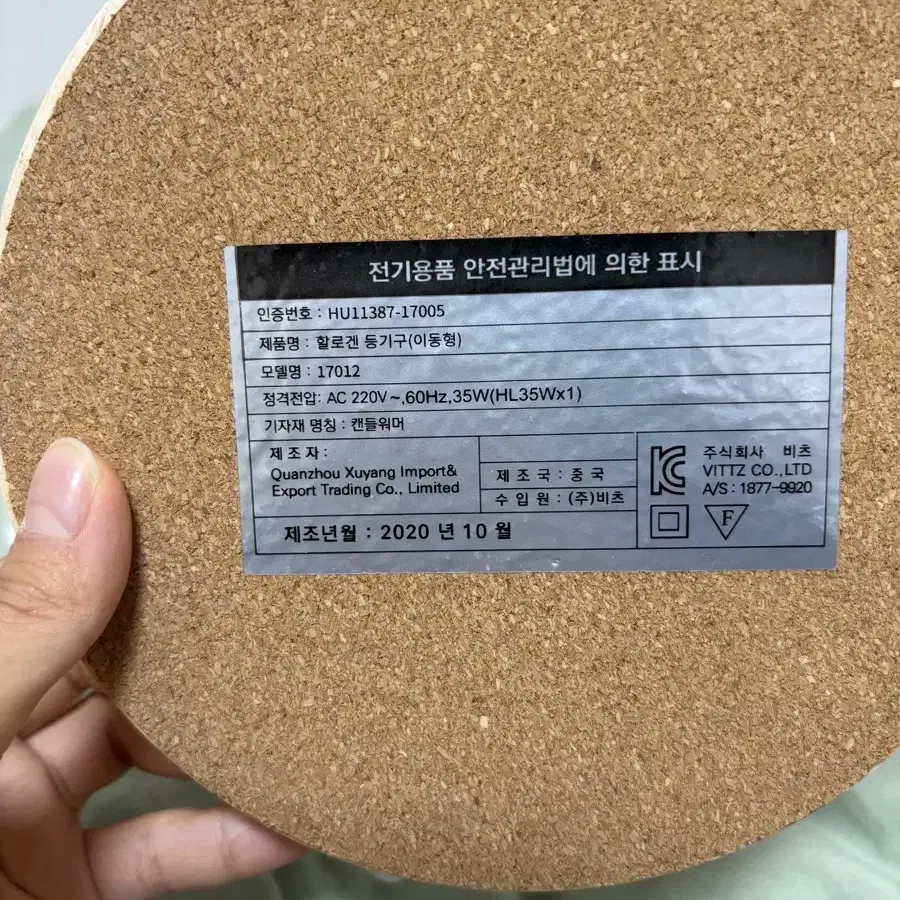 전기용품 안전관리법에 의한 표시
인증번호 : HU11387-17005
제품명 : 할로겐 등기구(이동형)
모델명 : 17012
정격전압: AC 220V~,60Hz,35W(HL35Wx1)
기자재 명칭 : 캔들워머
제 조 자 :
Quanzhou Xuyang Import&
Export Trading Co., Limited
제 조 국 : 중 국
수 입 원 : (주)비츠
제조년월 : 2020 년 10 월
주식회사 비츠
VITTZ CO.,LTD
A/S : 1877-9920
F